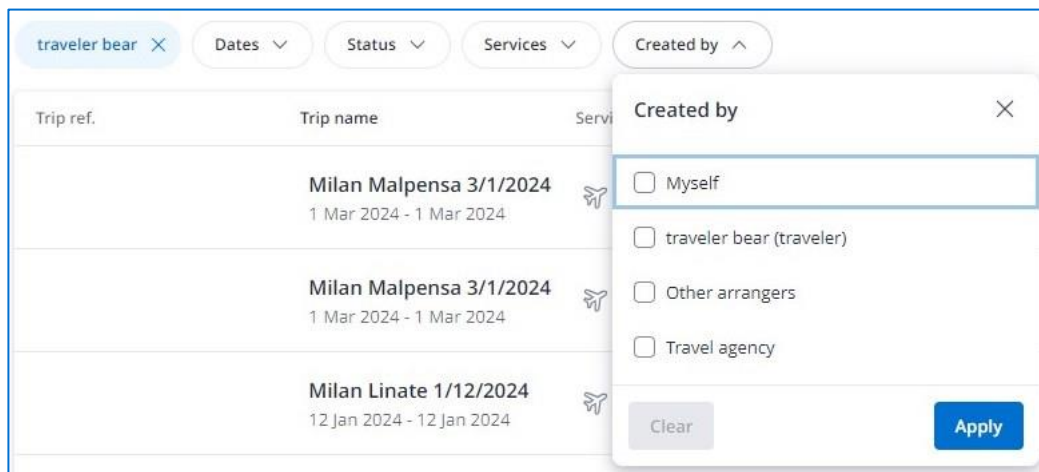 traveler bear Dates Status Services Created by
Trip ref. Trip name Servi
Created by
Myself
traveler bear (traveler)
Other arrangers
Travel agency
Clear Apply
Milan Malpensa 3/1/2024
1 Mar 2024 - 1 Mar 2024
Milan Malpensa 3/1/2024
1 Mar 2024 - 1 Mar 2024
Milan Linate 1/12/2024
12 Jan 2024 - 12 Jan 2024